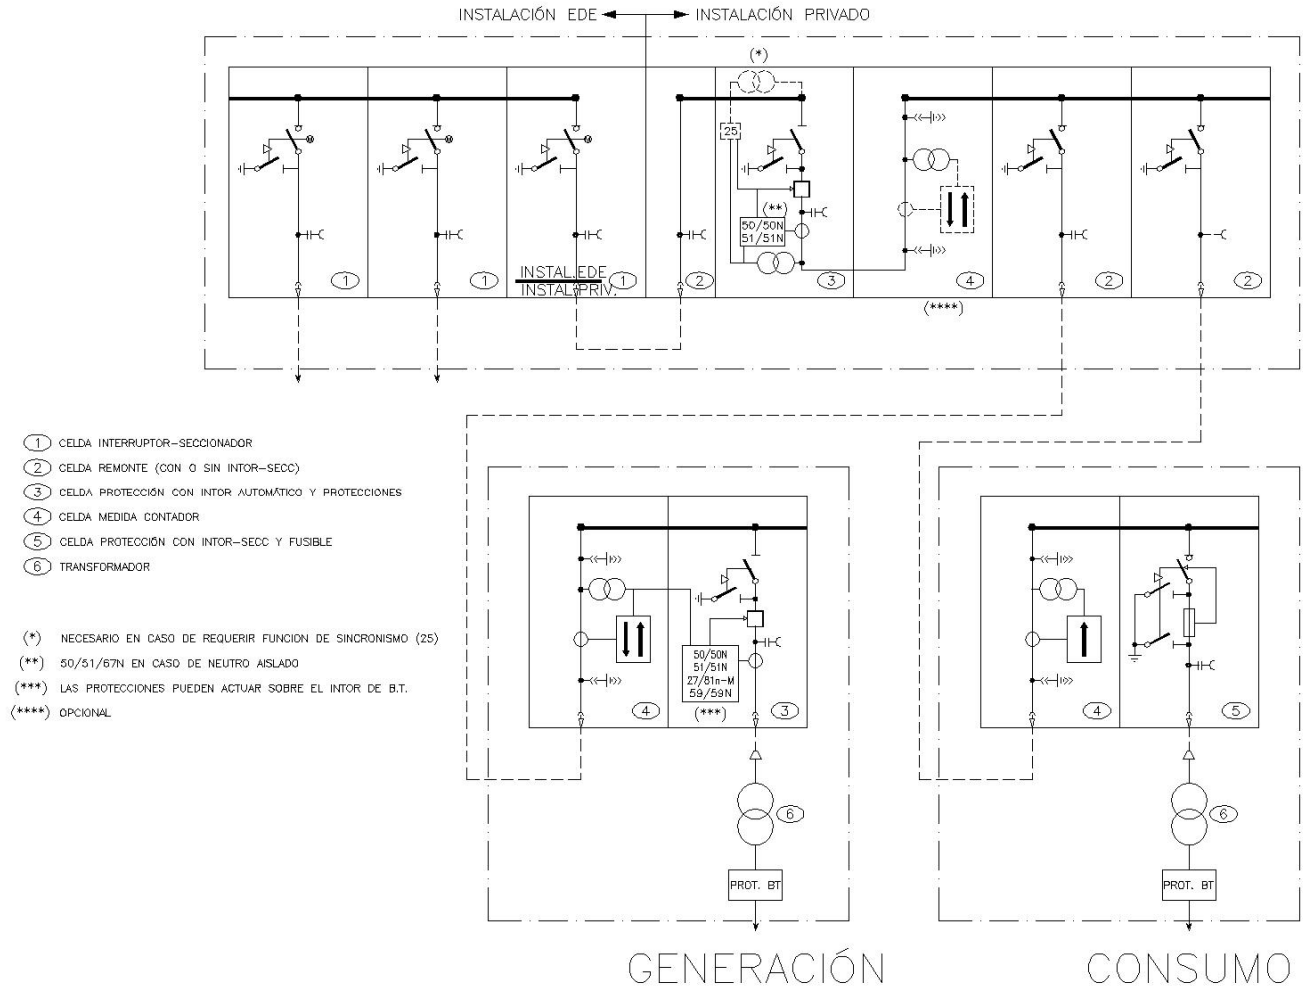 INSTALACIÓN EDE INSTALACIÓN PRIVADO
(*)
25
M M M
(**)
50/50N
51/51N
INSTAL.EDE
INSTAL.PRIV.
1 1 1 2 3 4 2 2
(****)
1 CELDA INTERRUPTOR-SECCIONADOR
2 CELDA REMONTE (CON O SIN INTOR-SECC)
3 CELDA PROTECCIÓN CON INTOR AUTOMÁTICO Y PROTECCIONES
4 CELDA MEDIDA CONTADOR
5 CELDA PROTECCIÓN CON INTOR-SECC Y FUSIBLE
6 TRANSFORMADOR
(*) NECESARIO EN CASO DE REQUERIR FUNCION DE SINCRONISMO (25)
(**) 50/51/67N EN CASO DE NEUTRO AISLADO
(***) LAS PROTECCIONES PUEDEN ACTUAR SOBRE EL INTOR DE B.T.
(****) OPCIONAL
50/50N
51/51N
27/81m-M
59/59N
(***)
4 3 4 5
6 6
PROT. BT PROT. BT
GENERACIÓN CONSUMO